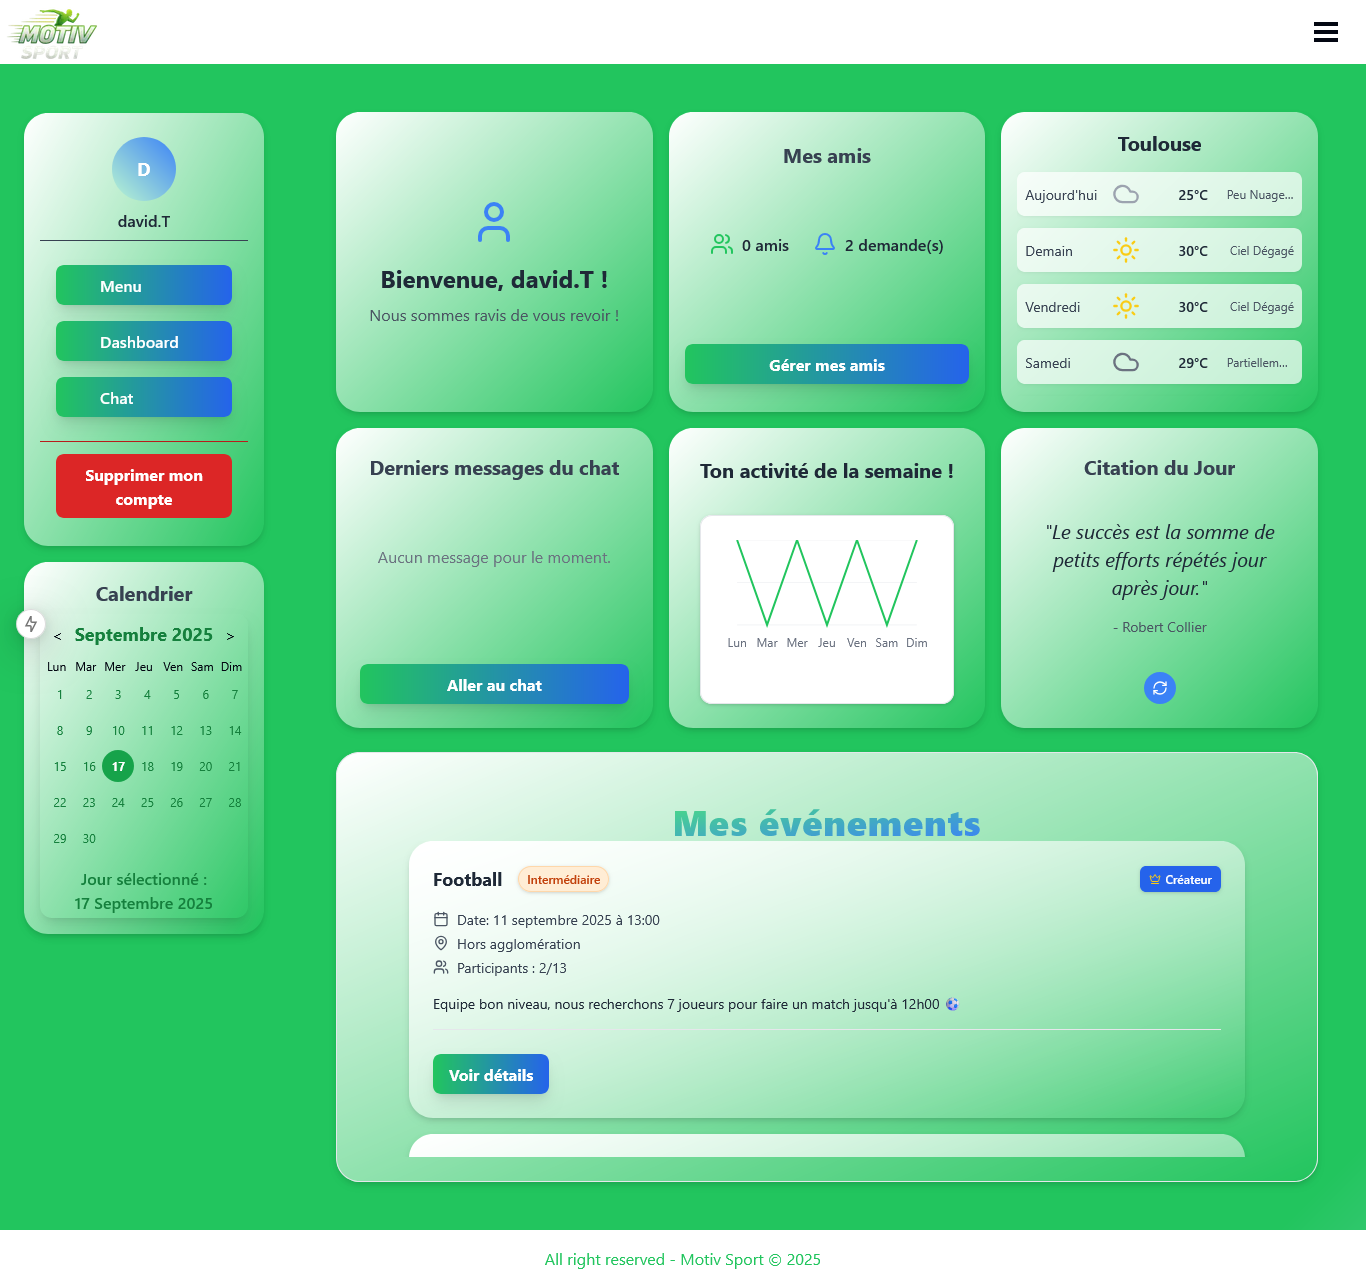 MOTIV
SPORT
D
david.T
Menu
Dashboard
Chat
Supprimer mon
compte
Calendrier
< Septembre 2025 >
Lun Mar Mer Jeu Ven Sam Dim
1 2 3 4 5 6 7
8 9 10 11 12 13 14
15 16 17 18 19 20 21
22 23 24 25 26 27 28
29 30
Jour sélectionné :
17 Septembre 2025
Bienvenue, david.T !
Nous sommes ravis de vous revoir !
Mes amis
0 amis 2 demande(s)
Gérer mes amis
Toulouse
Aujourd'hui 25°C Peu Nuage...
Demain 30°C Ciel Dégagé
Vendredi 30°C Ciel Dégagé
Samedi 29°C Partiellem...
Derniers messages du chat
Aucun message pour le moment.
Aller au chat
Ton activité de la semaine !
Lun Mar Mer Jeu Ven Sam Dim
Citation du Jour
"Le succès est la somme de
petits efforts répétés jour
après jour."
- Robert Collier
Mes événements
Football Intermédiaire Créateur
Date: 11 septembre 2025 à 13:00
Hors agglomération
Participants : 2/13
Equipe bon niveau, nous recherchons 7 joueurs pour faire un match jusqu'à 12h00
Voir détails
All right reserved - Motiv Sport © 2025